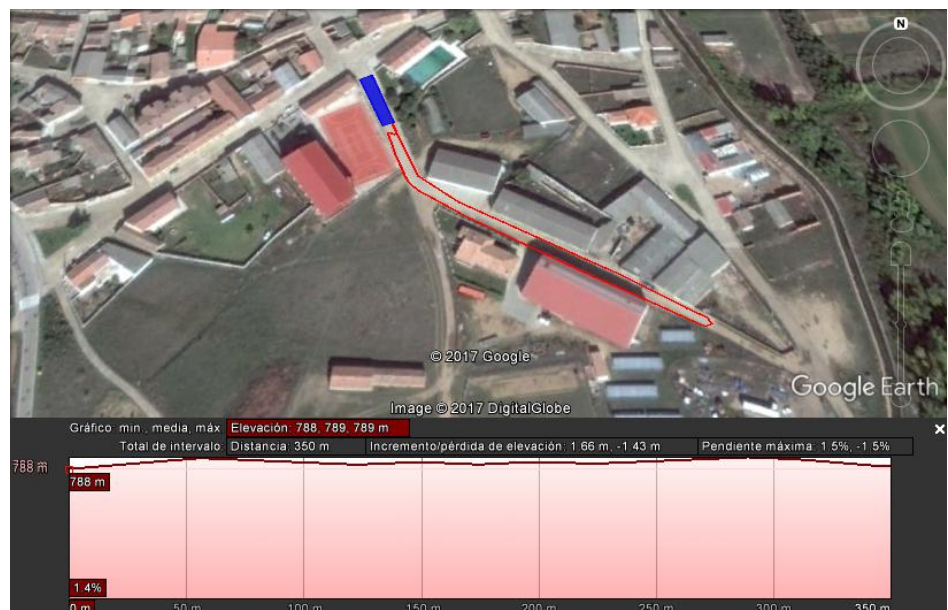 N
© 2017 Google
Google Earth
Image © 2017 DigitalGlobe
Gráfico: min., media, máx Elevación: 788, 789, 789 m
Total de intervalo: Distancia: 350 m Incremento/pérdida de elevación: 1.66 m, -1.43 m Pendiente máxima: 1.5%, -1.5%
788 m
788 m
1.4%
0 m 50 m 100 m 150 m 200 m 250 m 300 m 350 m